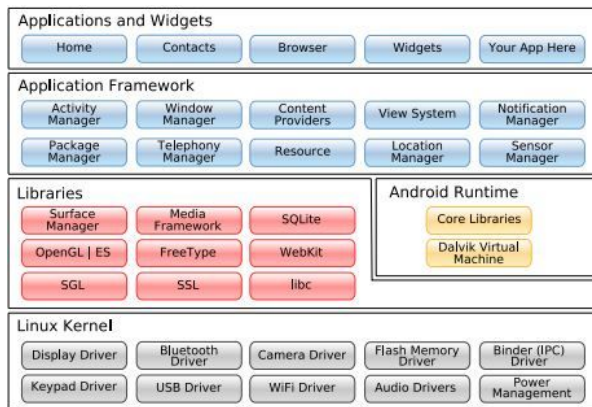 Applications and Widgets
Home
Contacts
Browser
Widgets
Your App Here
Application Framework
Activity
Manager
Window
Manager
Content
Providers
View System
Notification
Manager
Package
Manager
Telephony
Manager
Resource
Location
Manager
Sensor
Manager
Libraries
Surface
Manager
Media
Framework
SQLite
OpenGL | ES
FreeType
WebKit
SGL
SSL
libc
Android Runtime
Core Libraries
Dalvik Virtual
Machine
Linux Kernel
Display Driver
Bluetooth
Driver
Camera Driver
Flash Memory
Driver
Binder (IPC)
Driver
Keypad Driver
USB Driver
WiFi Driver
Audio Drivers
Power
Management